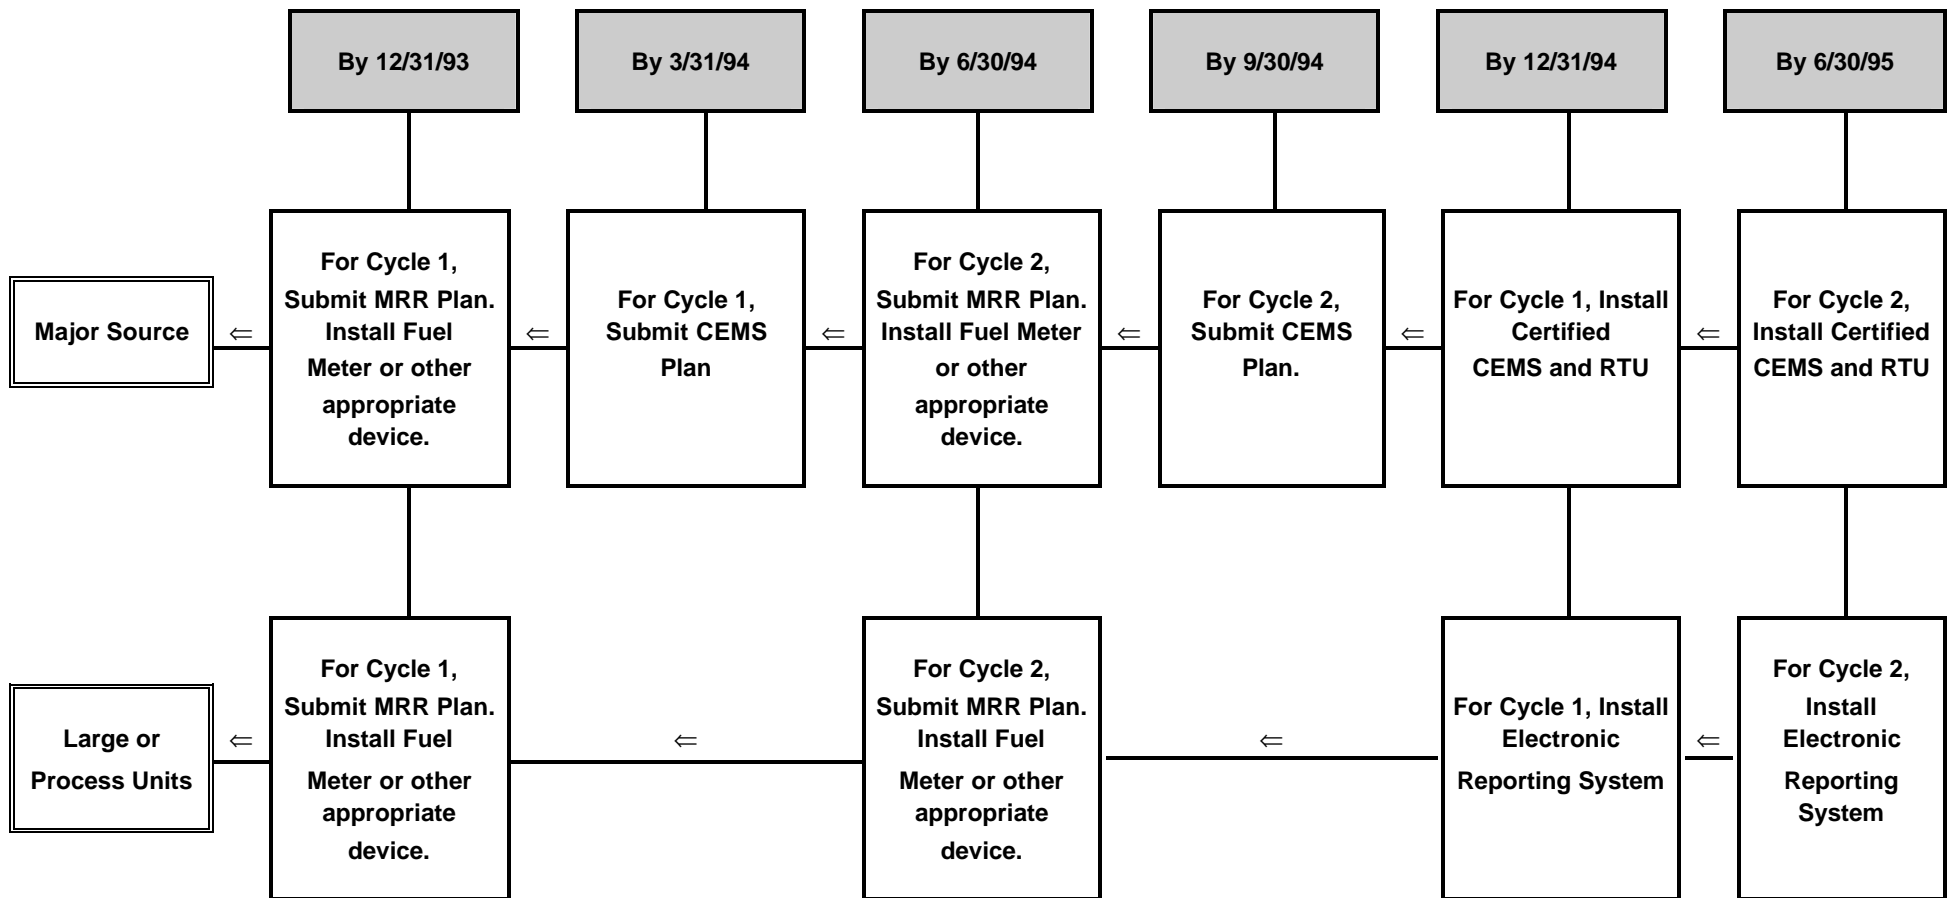 By 12/31/93
By 3/31/94
By 6/30/94
By 9/30/94
By 12/31/94
By 6/30/95
Major Source
⇐
For Cycle 1,
Submit MRR Plan.
Install Fuel
Meter or other
appropriate
device.
⇐
For Cycle 1,
Submit CEMS
Plan
⇐
For Cycle 2,
Submit MRR Plan.
Install Fuel Meter
or other
appropriate
device.
⇐
For Cycle 2,
Submit CEMS
Plan.
⇐
For Cycle 1, Install
Certified
CEMS and RTU
⇐
For Cycle 2,
Install Certified
CEMS and RTU
Large or
Process Units
⇐
For Cycle 1,
Submit MRR Plan.
Install Fuel
Meter or other
appropriate
device.
⇐
For Cycle 2,
Submit MRR Plan.
Install Fuel
Meter or other
appropriate
device.
⇐
For Cycle 1, Install
Electronic
Reporting System
⇐
For Cycle 2,
Install
Electronic
Reporting
System